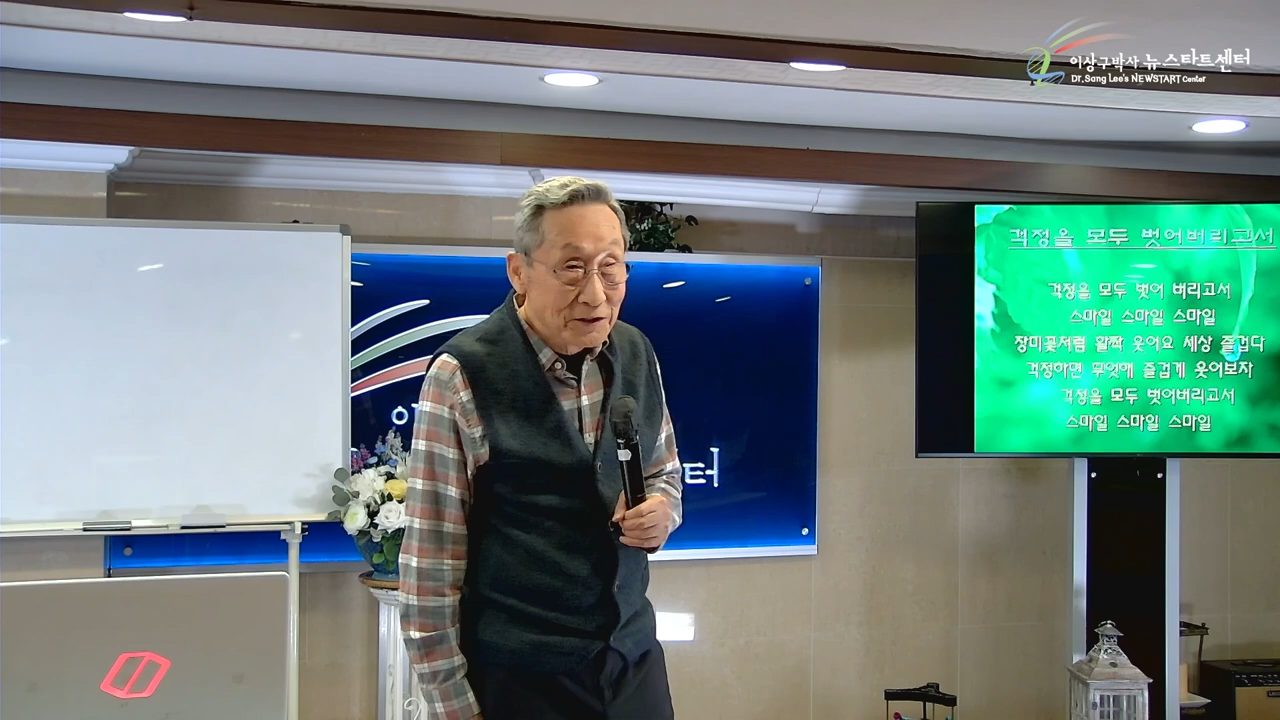 이상구박사 뉴스타트센터
Dr. Sang Lee's NEWSTART Center
걱정을 모두 벗어버리고서
걱정을 모두 벗어 버리고서
스마일 스마일 스마일
장미꽃처럼 활짝 웃어요 세상 즐겁다
걱정하면 무엇해 즐겁게 웃어보자
걱정을 모두 벗어버리고서
스마일 스마일 스마일
이
터